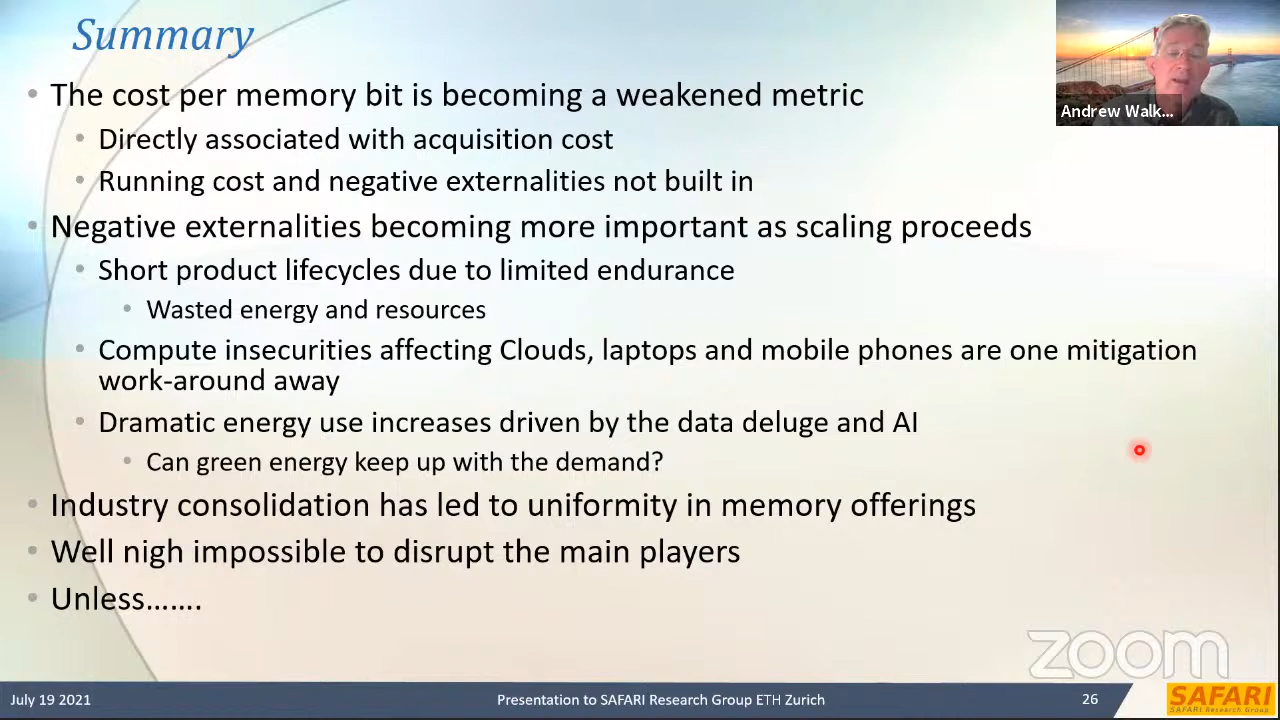 Summary
• The cost per memory bit is becoming a weakened metric
• Directly associated with acquisition cost
• Running cost and negative externalities not built in
• Negative externalities becoming more important as scaling proceeds
• Short product lifecycles due to limited endurance
• Wasted energy and resources
• Compute insecurities affecting Clouds, laptops and mobile phones are one mitigation
work-around away
• Dramatic energy use increases driven by the data deluge and AI
• Can green energy keep up with the demand?
• Industry consolidation has led to uniformity in memory offerings
• Well nigh impossible to disrupt the main players
• Unless.......
Andrew Walk...
zoom
July 19 2021
Presentation to SAFARI Research Group ETH Zurich
26
SAFARI
SAFARI Research Group